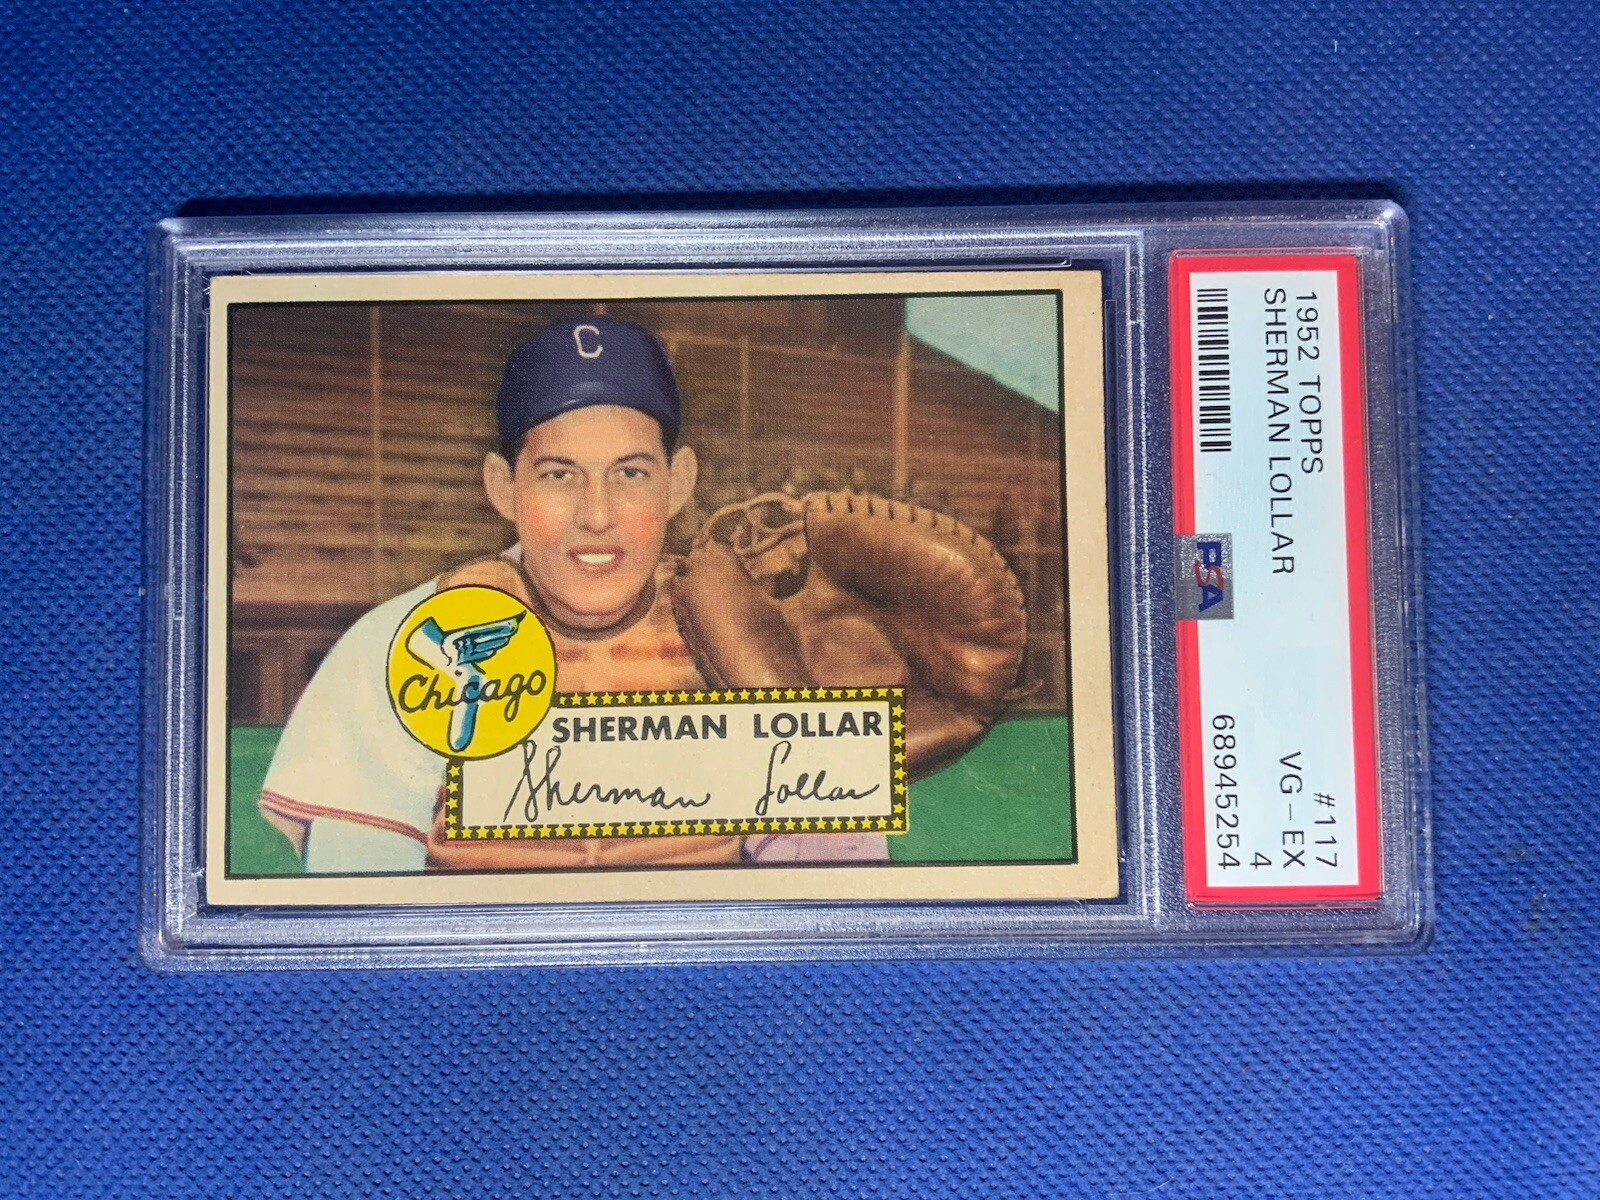 C
Chicago
SHERMAN LOLLAR
Sherman Lollar
1952 TOPPS #117
SHERMAN LOLLAR VG-EX
4
PSA
68945254